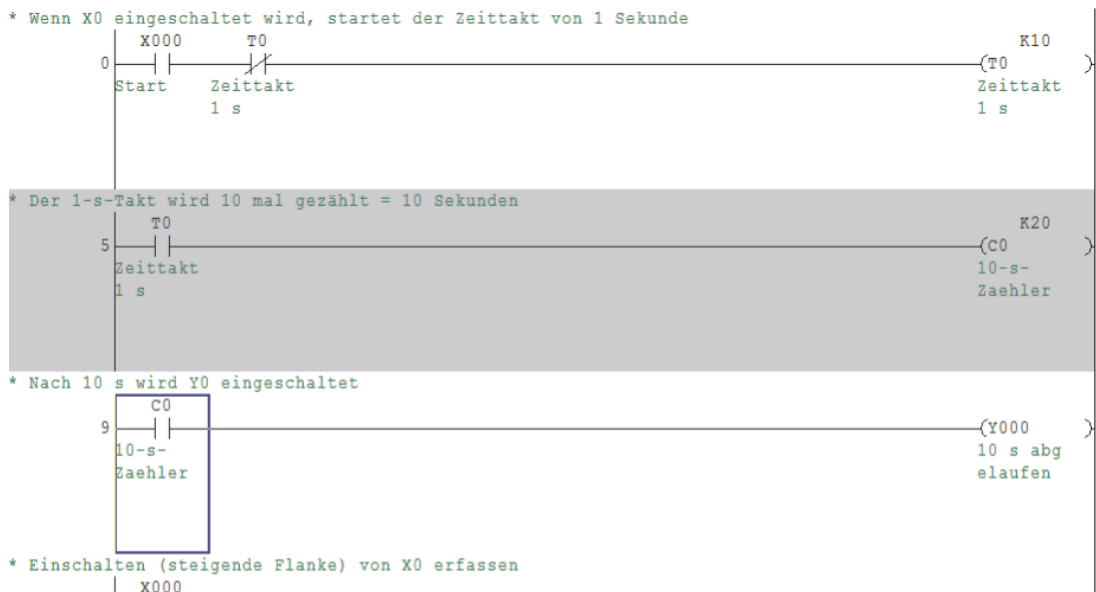 * Wenn X0 eingeschaltet wird, startet der Zeittakt von 1 Sekunde
X000 T0 K10
0 (T0 )
Start Zeittakt Zeittakt
1 s 1 s
* Der 1-s-Takt wird 10 mal gezählt = 10 Sekunden
T0 K20
5 (C0 )
Zeittakt 10-s-
1 s Zaehler
* Nach 10 s wird Y0 eingeschaltet
C0
9 (Y000 )
10-s- 10 s abg
Zaehler elaufen
* Einschalten (steigende Flanke) von X0 erfassen
X000